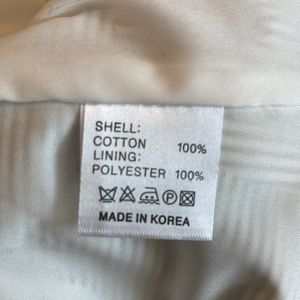 SHELL:
COTTON 100%
LINING:
POLYESTER 100%
MADE IN KOREA